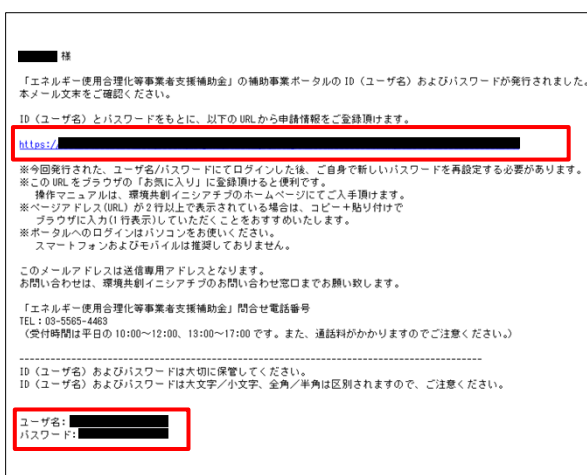 様
「エネルギー使用合理化等事業者支援補助金」の補助事業ポータルの ID（ユーザ名）およびパスワードが発行されました。
本メール文末をご確認ください。
ID（ユーザ名）とパスワードをもとに、以下の URL から申請情報をご登録頂けます。
https:/
※今回発行された、ユーザ名/パスワードにてログインした後、ご自身で新しいパスワードを再設定する必要があります。
※この URL をブラウザの「お気に入り」に登録頂けると便利です。
操作マニュアルは、環境共創イニシアチブのホームページにてご入手頂けます。
※ページアドレス(URL) が２行以上で表示されている場合は、コピー＋貼り付けで
ブラウザに入力(1 行表示)していただくことをおすすめいたします。
※ポータルへのログインはパソコンをお使いください。
スマートフォンおよびモバイルは推奨しておりません。
このメールアドレスは送信専用アドレスとなります。
お問い合わせは、環境共創イニシアチブのお問い合わせ窓口までお願い致します。
「エネルギー使用合理化等事業者支援補助金」問合せ電話番号
TEL：03-5565-4463
（受付時間は平日の 10:00～12:00、13:00～17:00 です。また、通話料がかかりますのでご注意ください。）
ID（ユーザ名）およびパスワードは大切に保管してください。
ID（ユーザ名）およびパスワードは大文字／小文字、全角／半角は区別されますので、ご注意ください。
ユーザ名：
パスワード：